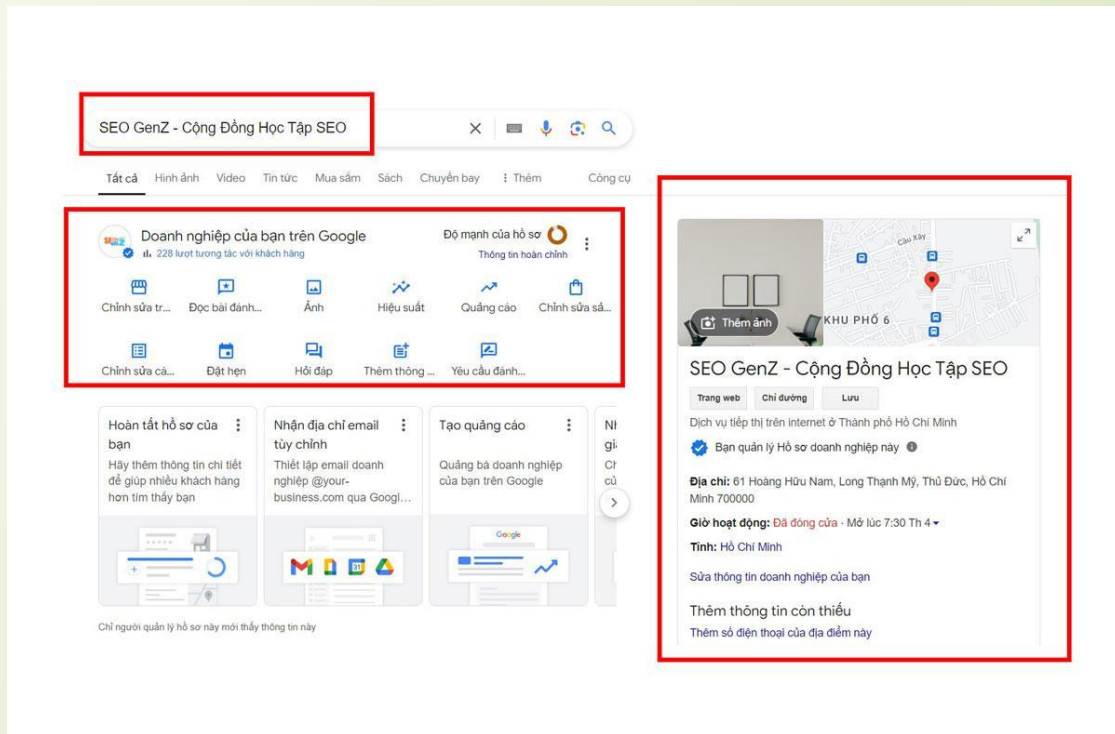 SEO GenZ - Cộng Đồng Học Tập SEO
Tất cả Hình ảnh Video Tin tức Mua sắm Sách Chuyến bay : Thêm Công cụ
Doanh nghiệp của bạn trên Google
228 lượt tương tác với khách hàng
Độ mạnh của hồ sơ
Thông tin hoàn chỉnh
Chỉnh sửa tr... Đọc bài đánh... Ảnh Hiệu suất Quảng cáo Chỉnh sửa sả...
Chỉnh sửa cá... Đặt hẹn Hỏi đáp Thêm thông ... Yêu cầu đánh...
Hoàn tất hồ sơ của
bạn
Hãy thêm thông tin chi tiết
để giúp nhiều khách hàng
hơn tìm thấy bạn
Nhận địa chỉ email
tùy chỉnh
Thiết lập email doanh
nghiệp @your-
business.com qua Googl...
Tạo quảng cáo
Quảng bá doanh nghiệp
của bạn trên Google
Google
31
Chỉ người quản lý hồ sơ này mới thấy thông tin này
Thêm ảnh
Cầu Xây
KHU PHỐ 6
SEO GenZ - Cộng Đồng Học Tập SEO
Trang web Chỉ đường Lưu
Dịch vụ tiếp thị trên internet ở Thành phố Hồ Chí Minh
Bạn quản lý Hồ sơ doanh nghiệp này
Địa chỉ: 61 Hoàng Hữu Nam, Long Thạnh Mỹ, Thủ Đức, Hồ Chí
Minh 700000
Giờ hoạt động: Đã đóng cửa · Mở lúc 7:30 Th 4
Tỉnh: Hồ Chí Minh
Sửa thông tin doanh nghiệp của bạn
Thêm thông tin còn thiếu
Thêm số điện thoại của địa điểm này